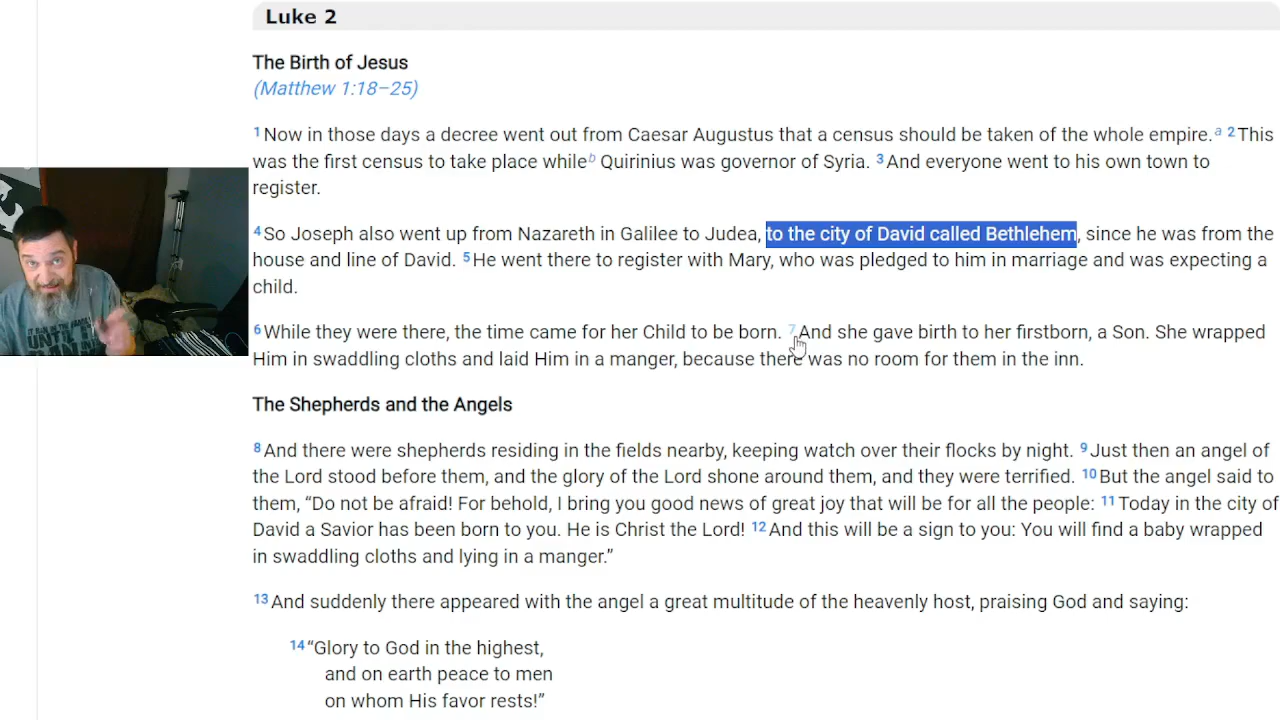 Luke 2
The Birth of Jesus
(Matthew 1:18–25)
1 Now in those days a decree went out from Caesar Augustus that a census should be taken of the whole empire. a 2 This
was the first census to take place while b Quirinius was governor of Syria. 3 And everyone went to his own town to
register.
4 So Joseph also went up from Nazareth in Galilee to Judea, to the city of David called Bethlehem, since he was from the
house and line of David. 5 He went there to register with Mary, who was pledged to him in marriage and was expecting a
child.
6 While they were there, the time came for her Child to be born. 7 And she gave birth to her firstborn, a Son. She wrapped
Him in swaddling cloths and laid Him in a manger, because there was no room for them in the inn.
The Shepherds and the Angels
8 And there were shepherds residing in the fields nearby, keeping watch over their flocks by night. 9 Just then an angel of
the Lord stood before them, and the glory of the Lord shone around them, and they were terrified. 10 But the angel said to
them, “Do not be afraid! For behold, I bring you good news of great joy that will be for all the people: 11 Today in the city of
David a Savior has been born to you. He is Christ the Lord! 12 And this will be a sign to you: You will find a baby wrapped
in swaddling cloths and lying in a manger.”
13 And suddenly there appeared with the angel a great multitude of the heavenly host, praising God and saying:
14 “Glory to God in the highest,
and on earth peace to men
on whom His favor rests!”